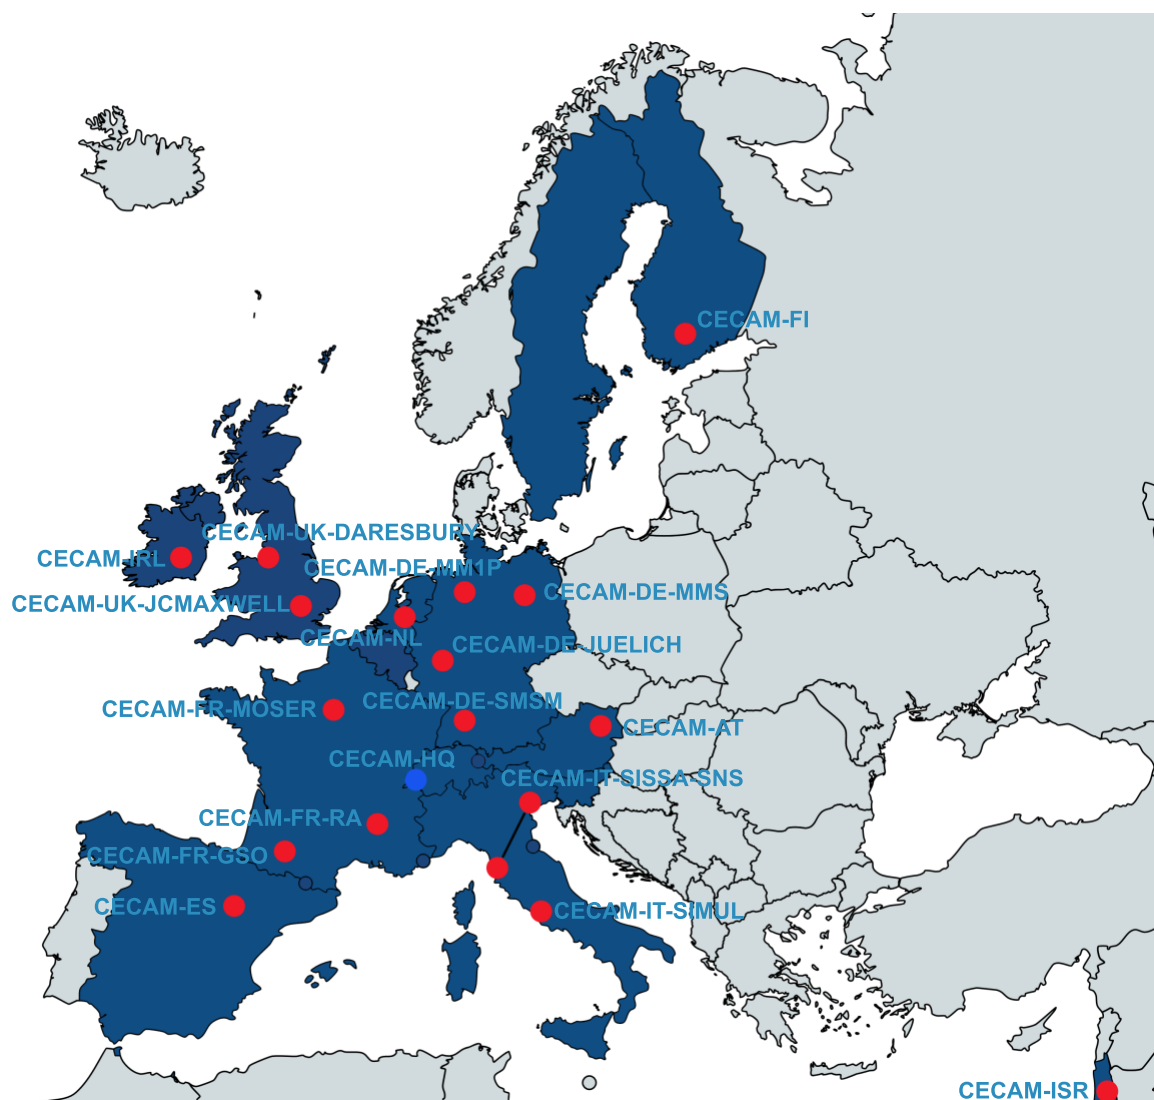 CECAM-FI
CECAM-UK-DARESBURY
CECAM-IRL
CECAM-DE-MM1P
CECAM-DE-MMS
CECAM-UK-JCMAXWELL
CECAM-NL
CECAM-DE-JUELICH
CECAM-DE-SMSM
CECAM-FR-MOSER
CECAM-AT
CECAM-HQ
CECAM-IT-SISSA-SNS
CECAM-FR-RA
CECAM-FR-GSO
CECAM-ES
CECAM-IT-SIMUL
CECAM-ISR